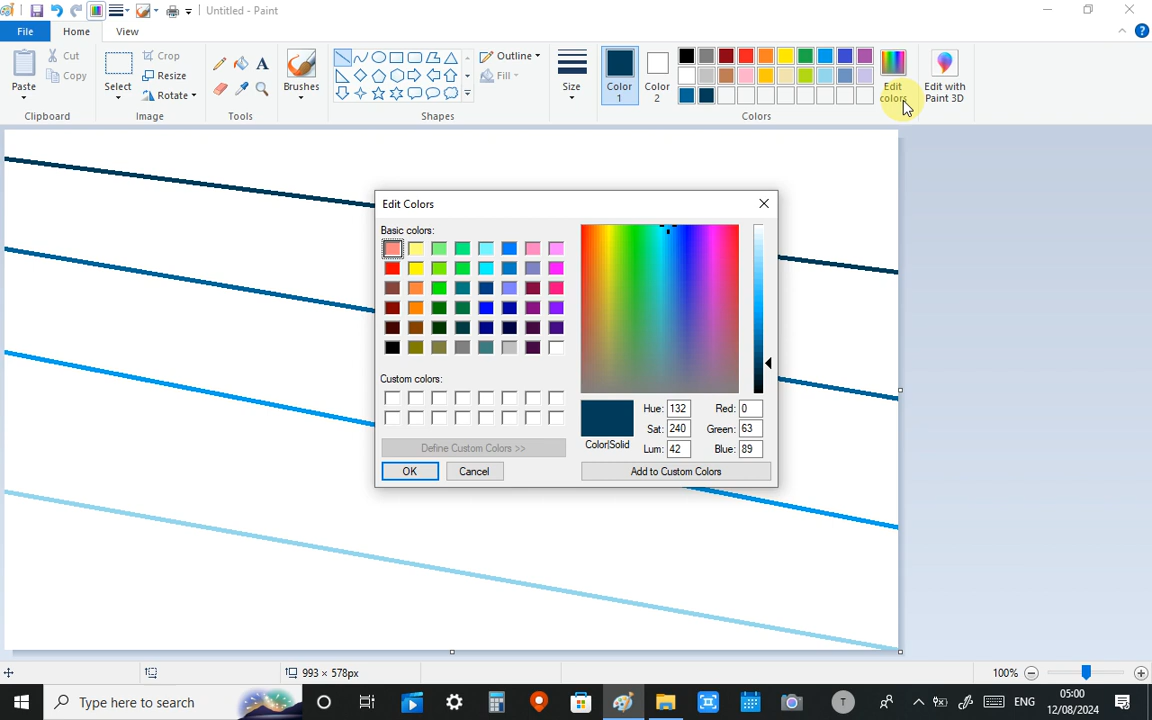 Untitled - Paint
File
Home
View
Paste
Cut
Copy
Clipboard
Select
Crop
Resize
Rotate
Image
A
Tools
Brushes
Outline
Fill
Shapes
Size
Color
1
Color
2
Colors
Edit
colors
Edit with
Paint 3D
Edit Colors
Basic colors:
Custom colors:
Define Custom Colors >>
OK
Cancel
Color|Solid
Hue: 132
Red: 0
Sat: 240
Green: 63
Lum: 42
Blue: 89
Add to Custom Colors
993 × 578px
100%
Type here to search
T
ENG
05:00
12/08/2024